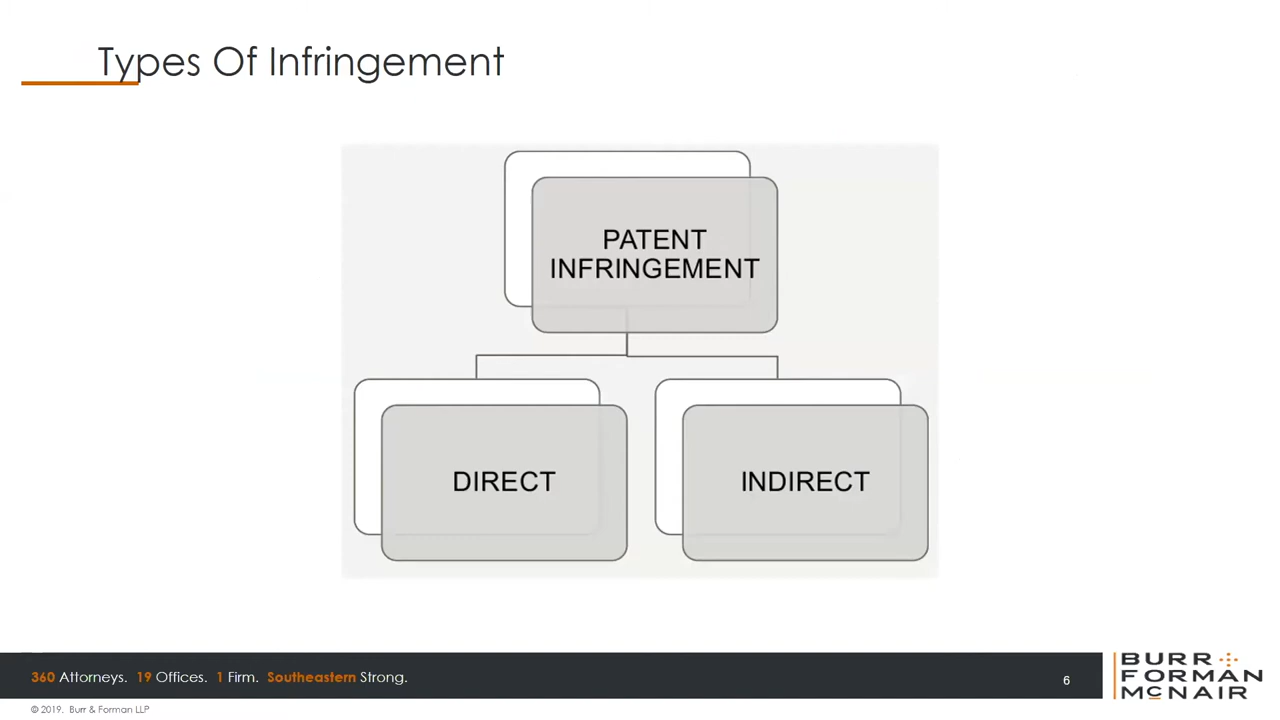 Types Of Infringement
PATENT
INFRINGEMENT
DIRECT
INDIRECT
360 Attorneys. 19 Offices. 1 Firm. Southeastern Strong.
6
BURR
FORMAN
MCNAIR
© 2019. Burr & Forman LLP